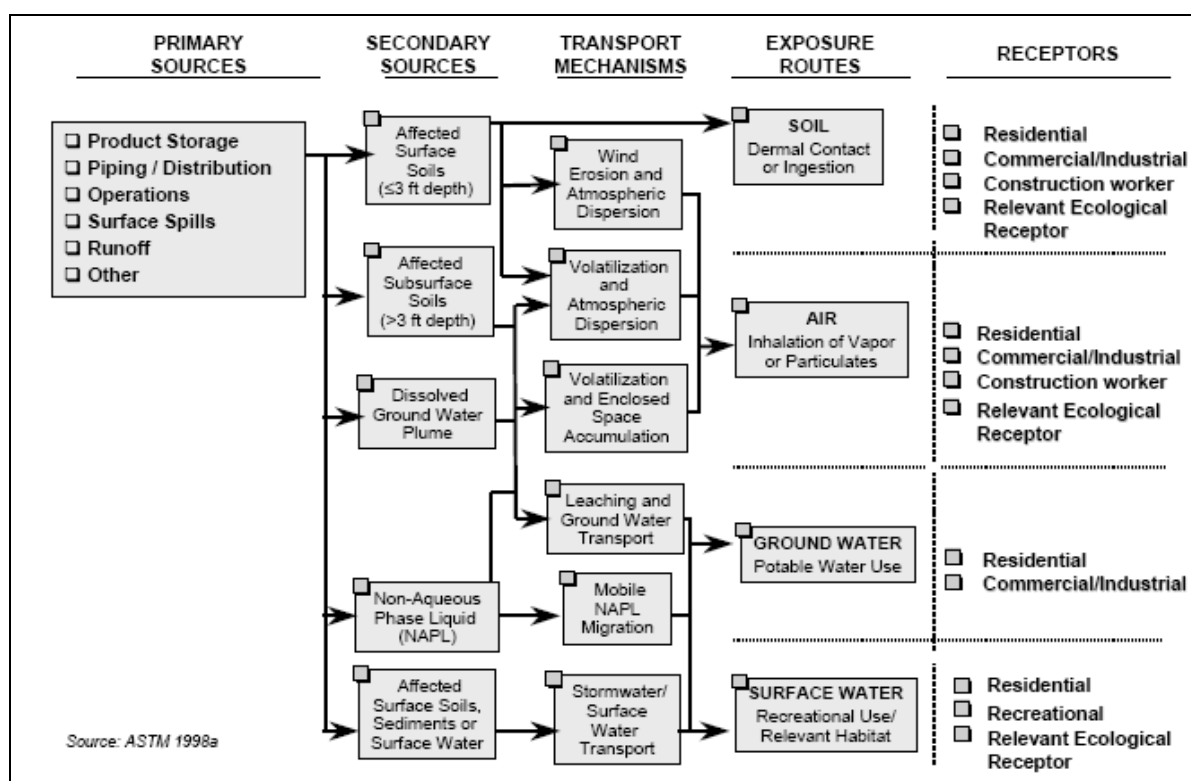 PRIMARY
SOURCES
SECONDARY
SOURCES
TRANSPORT
MECHANISMS
EXPOSURE
ROUTES
RECEPTORS
Product Storage
Piping / Distribution
Operations
Surface Spills
Runoff
Other
Affected
Surface
Soils
(≤3 ft depth)
Affected
Subsurface
Soils
(>3 ft depth)
Dissolved
Ground Water
Plume
Non-Aqueous
Phase Liquid
(NAPL)
Affected
Surface Soils,
Sediments or
Surface Water
Wind
Erosion and
Atmospheric
Dispersion
Volatilization
and
Atmospheric
Dispersion
Volatilization
and Enclosed
Space
Accumulation
Leaching and
Ground Water
Transport
Mobile
NAPL
Migration
Stormwater/
Surface
Water
Transport
SOIL
Dermal Contact
or Ingestion
AIR
Inhalation of Vapor
or Particulates
GROUND WATER
Potable Water Use
SURFACE WATER
Recreational Use/
Relevant Habitat
Residential
Commercial/Industrial
Construction worker
Relevant Ecological
Receptor
Residential
Commercial/Industrial
Construction worker
Relevant Ecological
Receptor
Residential
Commercial/Industrial
Residential
Recreational
Relevant Ecological
Receptor
Source: ASTM 1998a